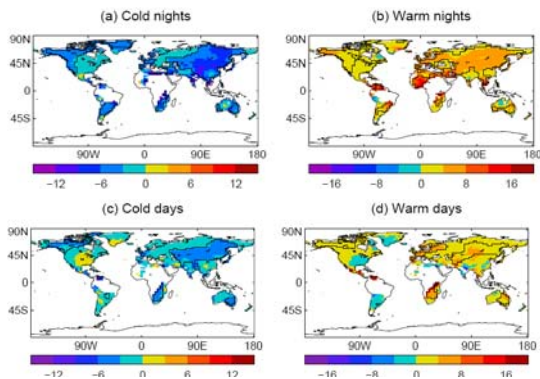 (a) Cold nights
(b) Warm nights
90N
45N
0
45S
90W 0 90E 180
−12 −6 0 6 12
90N
45N
0
45S
90W 0 90E 180
−16 −8 0 8 16
(c) Cold days
(d) Warm days
90N
45N
0
45S
90W 0 90E 180
−12 −6 0 6 12
90N
45N
0
45S
90W 0 90E 180
−16 −8 0 8 16